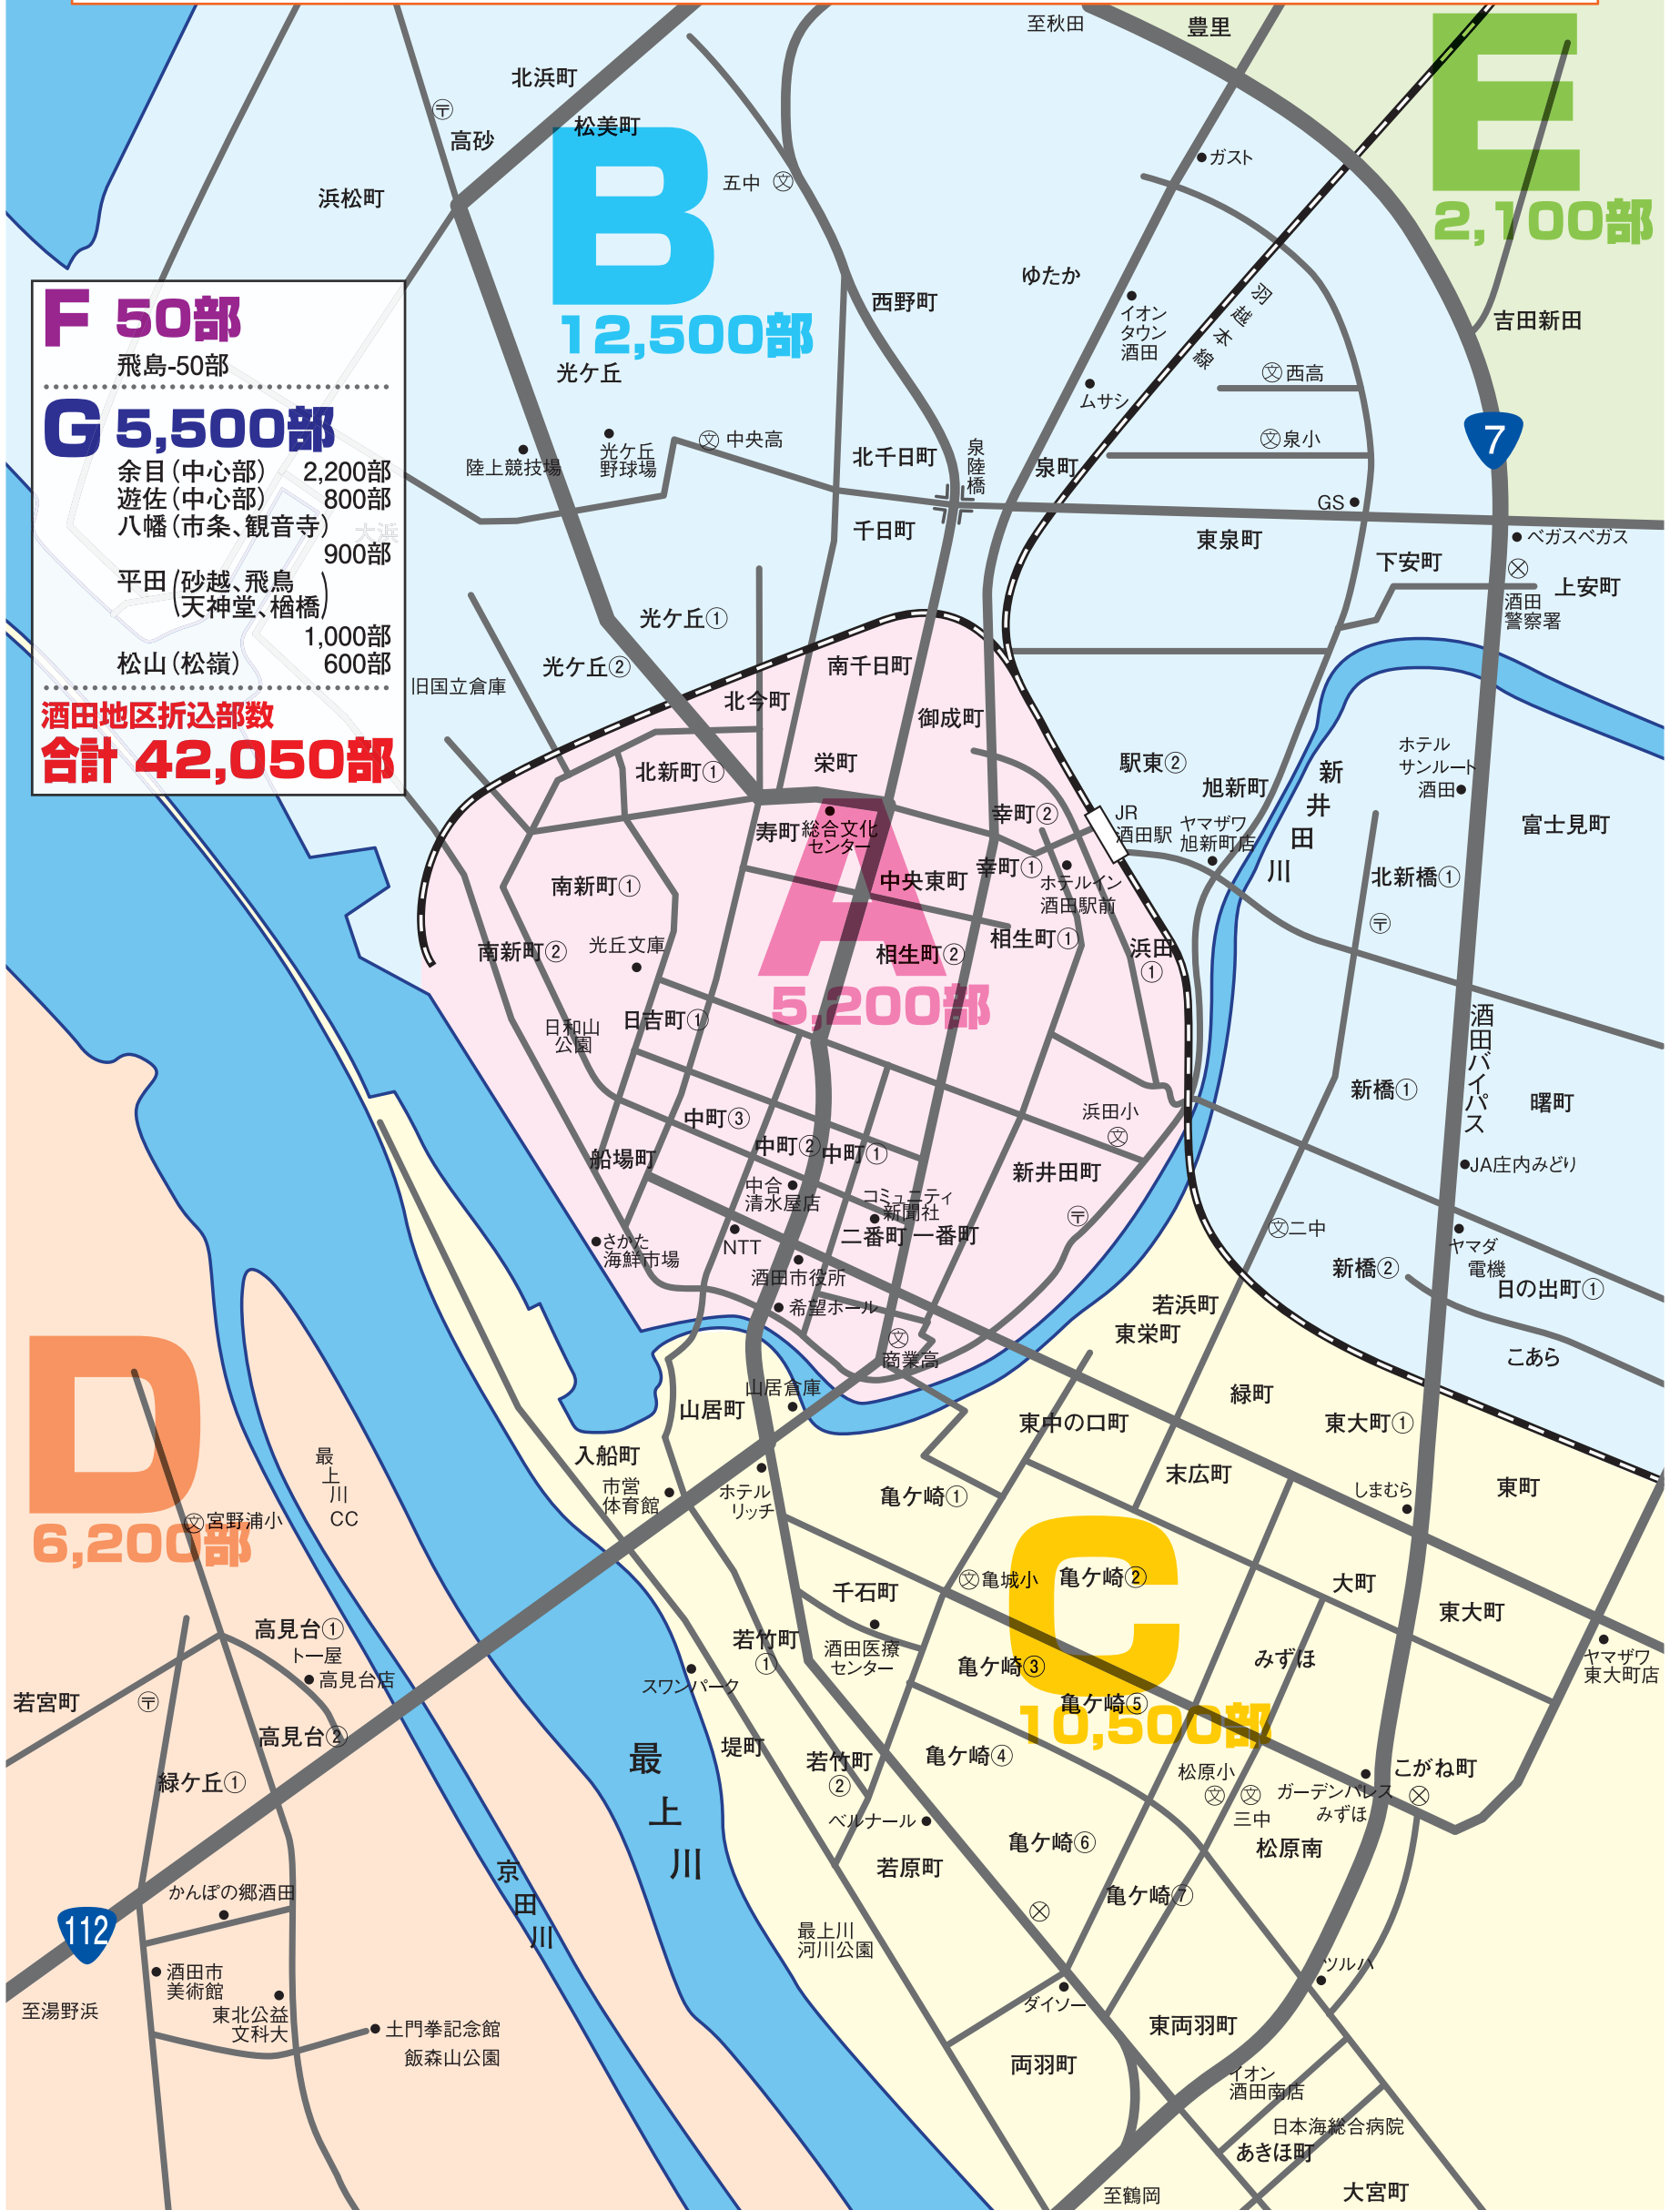 至秋田
豊里
E
2,100部
北浜町
〒
高砂
松美町
B
12,500部
五中 文
浜松町
ガスト
ゆたか
西野町
イオン
タウン
酒田
羽越本線
吉田新田
ムサシ
文西高
文泉小
7
F 50部
飛島-50部
G 5,500部
余目(中心部) 2,200部
遊佐(中心部) 800部
八幡(市条、観音寺)
900部
平田(砂越、飛鳥
天神堂、楢橋)
1,000部
松山(松嶺) 600部
酒田地区折込部数
合計 42,050部
大浜
光ケ丘
陸上競技場
光ケ丘
野球場
文 中央高
北千日町
泉陸橋
泉町
GS
千日町
東泉町
ベガスベガス
下安町
上安町
酒田
警察署
光ケ丘①
光ケ丘②
旧国立倉庫
南千日町
北今町
御成町
栄町
北新町①
駅東②
旭新町
新井田川
ホテル
サンルート
酒田
富士見町
寿町
総合文化
センター
幸町②
JR
酒田駅
ヤマザワ
旭新町店
A
5,200部
中央東町
幸町①
ホテルイン
酒田駅前
北新橋①
〒
南新町①
南新町②
光丘文庫
相生町②
相生町①
浜田
①
日和山
公園
日吉町①
酒田バイパス
新橋①
曙町
中町③
中町②
中町①
浜田小
文
船場町
新井田町
JA庄内みどり
中合
清水屋店
コミュニティ
新聞社
〒
二番町
一番町
文二中
さかた
海鮮市場
NTT
酒田市役所
ヤマダ
電機
新橋②
日の出町①
希望ホール
若浜町
東栄町
文
商業高
こあら
D
6,200部
山居倉庫
山居町
緑町
東中の口町
東大町①
入船町
最上川
CC
文宮野浦小
市営
体育館
ホテル
リッチ
亀ケ崎①
末広町
しまむら
東町
C
10,500部
文亀城小
亀ケ崎②
千石町
大町
東大町
高見台①
ト一屋
高見台店
若竹町
①
酒田医療
センター
亀ケ崎③
みずほ
ヤマザワ
東大町店
若宮町
〒
スワンパーク
亀ケ崎⑤
高見台②
最上川
堤町
若竹町
②
亀ケ崎④
緑ケ丘①
松原小
文
文
三中
ガーデンパレス
みずほ
こがね町
ベルナール
亀ケ崎⑥
松原南
若原町
京田川
亀ケ崎⑦
かんぽの郷酒田
112
最上川
河川公園
酒田市
美術館
ツルハ
至湯野浜
東北公益
文科大
ダイソー
土門拳記念館
飯森山公園
東両羽町
両羽町
イオン
酒田南店
日本海総合病院
あきほ町
至鶴岡
大宮町